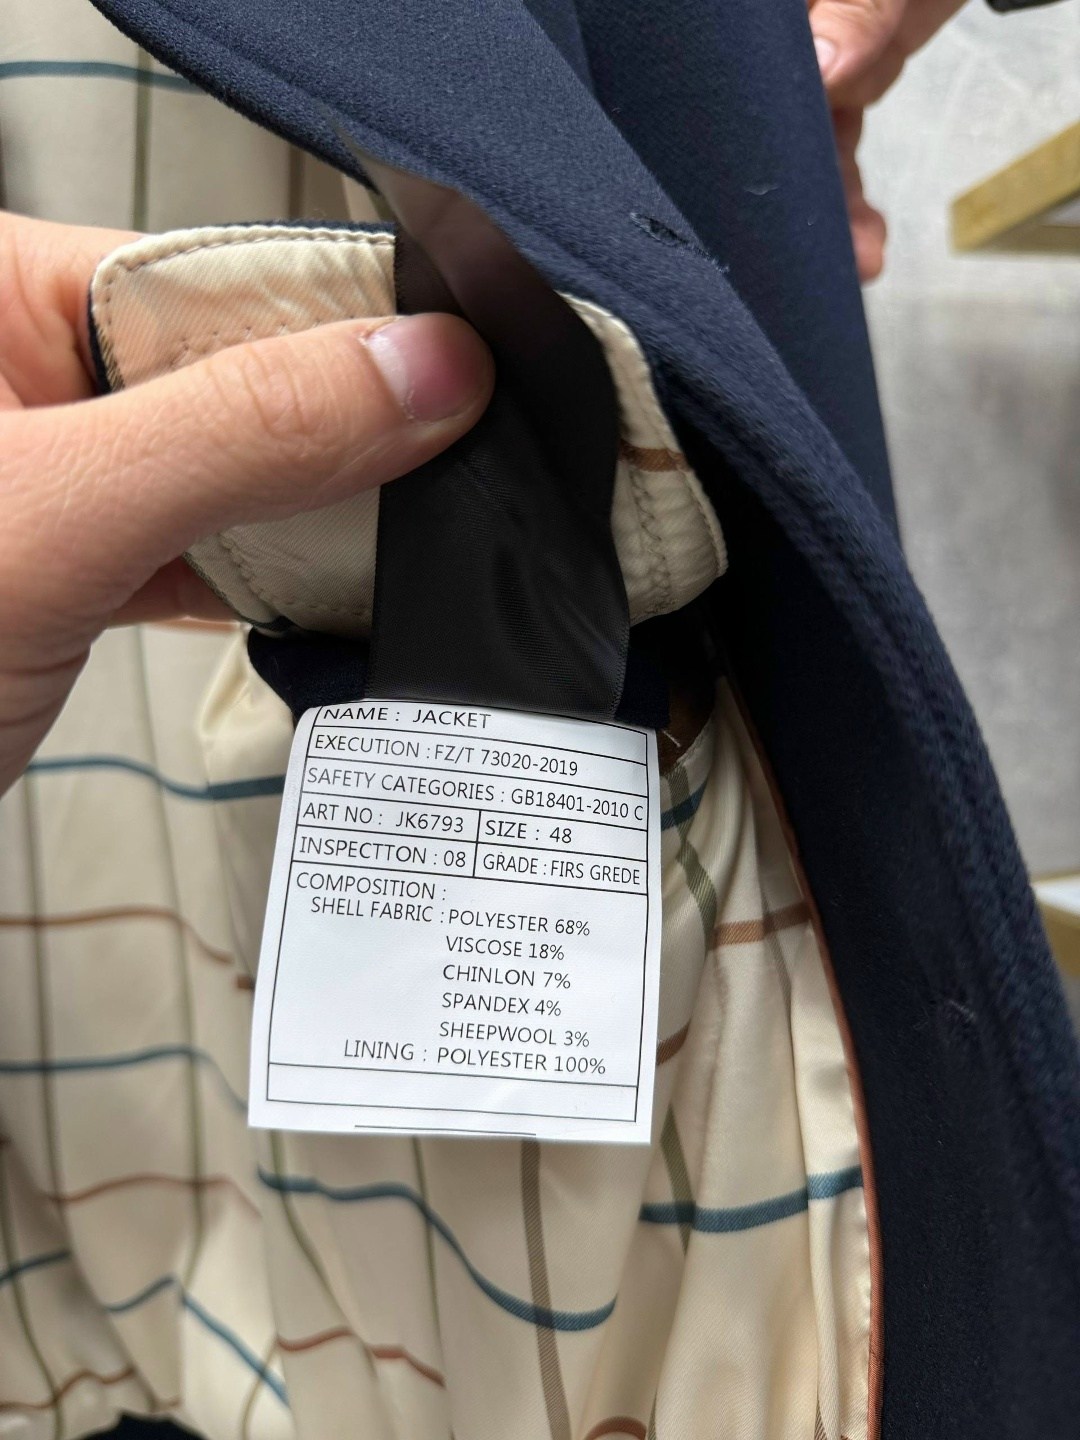 NAME : JACKET
EXECUTION : FZ/T 73020-2019
SAFETY CATEGORIES : GB18401-2010 C
ART NO : JK6793 SIZE : 48
INSPECTTON : 08 GRADE : FIRS GREDE
COMPOSITION :
SHELL FABRIC : POLYESTER 68%
VISCOSE 18%
CHINLON 7%
SPANDEX 4%
SHEEPWOOL 3%
LINING : POLYESTER 100%